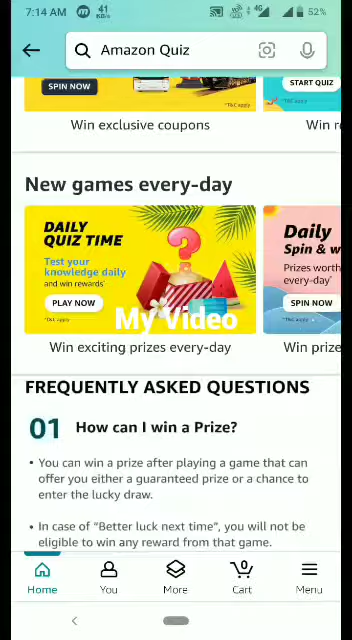 7:14 AM
41
KB/s
4G
52%
Amazon Quiz
SPIN NOW
*T&C apply
START QUIZ
Win exclusive coupons
Win r
New games every-day
DAILY
QUIZ TIME
Test your
knowledge daily
and win rewards*
PLAY NOW
*T&C apply
Daily
Spin & w
Prizes worth
every-day*
SPIN NOW
*T&C apply
My Video
Win exciting prizes every-day
Win prize
FREQUENTLY ASKED QUESTIONS
01 How can I win a Prize?
• You can win a prize after playing a game that can
offer you either a guaranteed prize or a chance to
enter the lucky draw.
• In case of "Better luck next time", you will not be
eligible to win any reward from that game.
Home
You
More
0
Cart
Menu